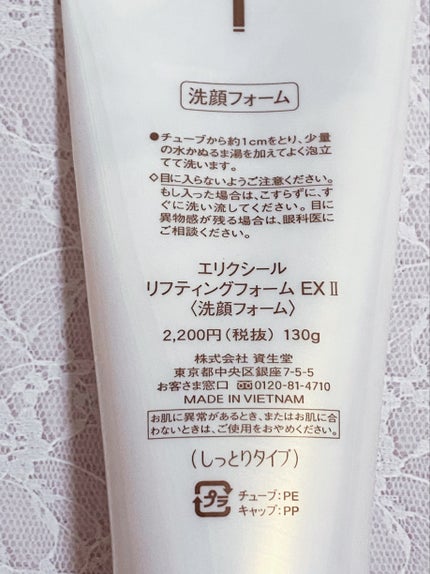 洗顔フォーム
●チューブから約1cmをとり、少量
の水かぬるま湯を加えてよく泡立
てて洗います。
◇目に入らないようご注意ください。
もし入った場合は、こすらずに、す
ぐに洗い流してください。目に
異物感が残る場合は、眼科医に
ご相談ください。
エリクシール
リフティングフォーム EX Ⅱ
〈洗顔フォーム〉
2,200円(税抜) 130g
株式会社 資生堂
東京都中央区銀座7-5-5
お客さま窓口 0120-81-4710
MADE IN VIETNAM
お肌に異常があるとき、またはお肌に合
わないときは、ご使用をおやめください。
(しっとりタイプ)
プラ チューブ:PE
キャップ:PP